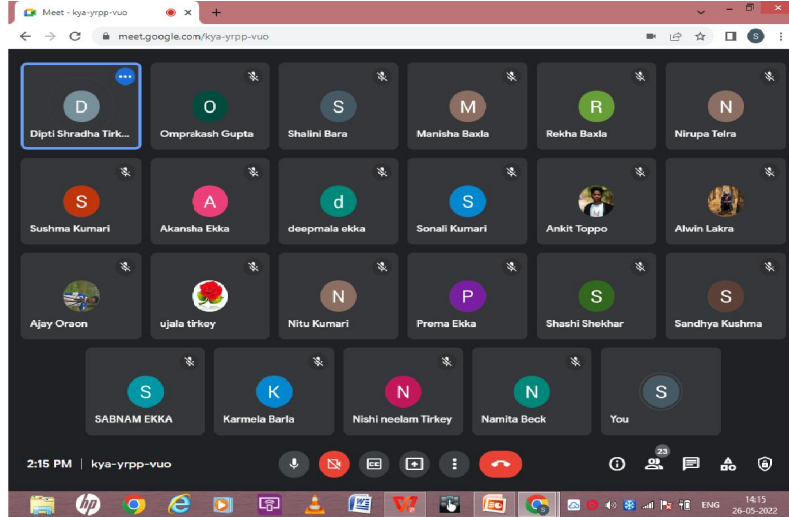 Meet - kya-yrpp-vuo
meet.google.com/kya-yrpp-vuo
S
D
O
S
M
R
N
Dipti Shradha Tirk...
Omprakash Gupta
Shalini Bara
Manisha Baxla
Rekha Baxla
Nirupa Telra
S
A
d
S
Sushma Kumari
Akansha Ekka
deepmala ekka
Sonali Kumari
Ankit Toppo
Alwin Lakra
N
P
S
S
Ajay Oraon
ujala tirkey
Nitu Kumari
Prema Ekka
Shashi Shekhar
Sandhya Kushma
S
K
N
N
S
SABNAM EKKA
Karmela Barla
Nishi neelam Tirkey
Namita Beck
You
2:15 PM | kya-yrpp-vuo
CC
23
hp
W
ENG
14:15
26-05-2022